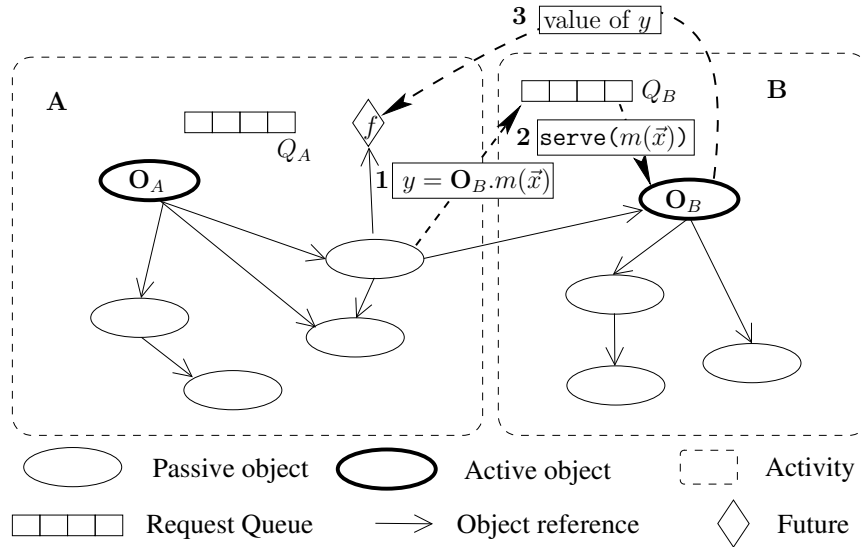 3 value of y
A
Q_A
f
Q_B
B
2 serve(m(x⃗))
1 y = O_B.m(x⃗)
O_A
O_B
Passive object
Active object
Activity
Request Queue
Object reference
Future